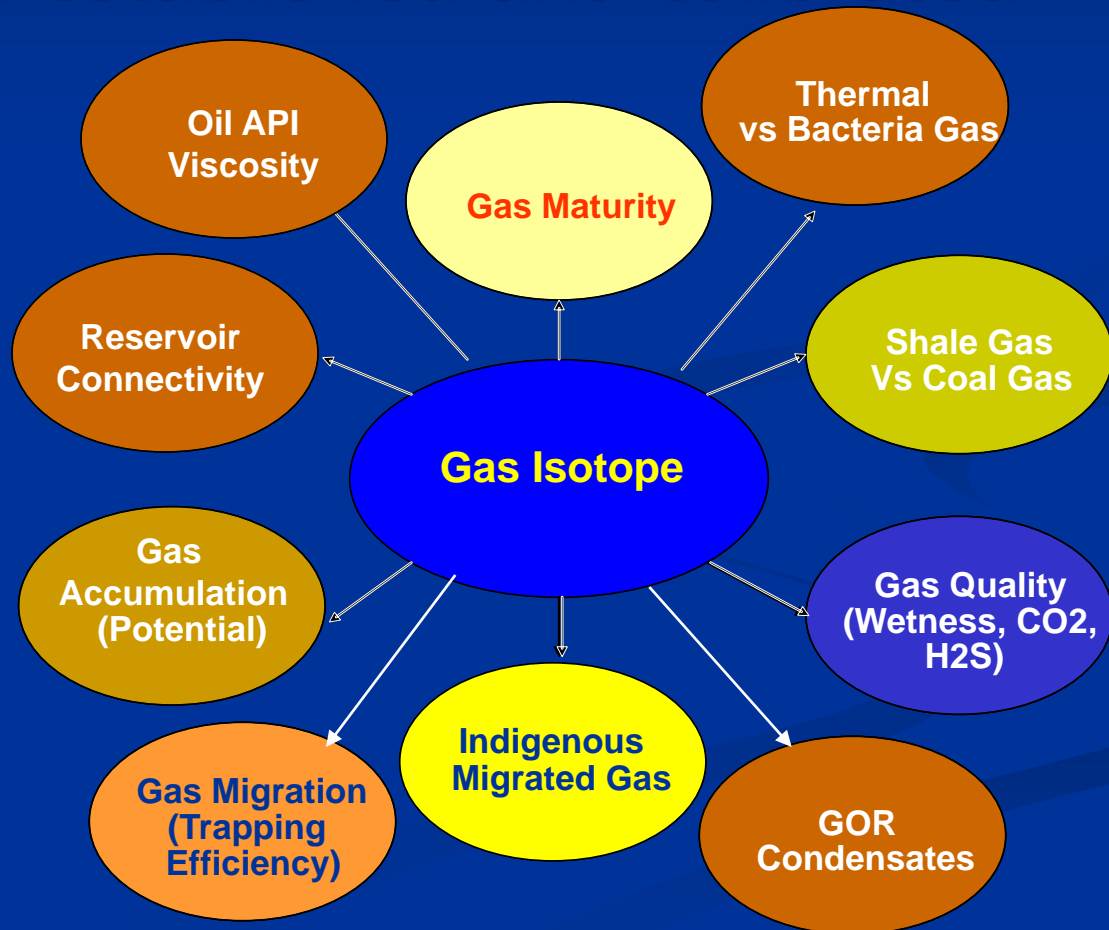 Oil API
Viscosity
Gas Maturity
Thermal
vs Bacteria Gas
Reservoir
Connectivity
Shale Gas
Vs Coal Gas
Gas Isotope
Gas
Accumulation
(Potential)
Gas Quality
(Wetness, CO2,
H2S)
Gas Migration
(Trapping
Efficiency)
Indigenous
Migrated Gas
GOR
Condensates